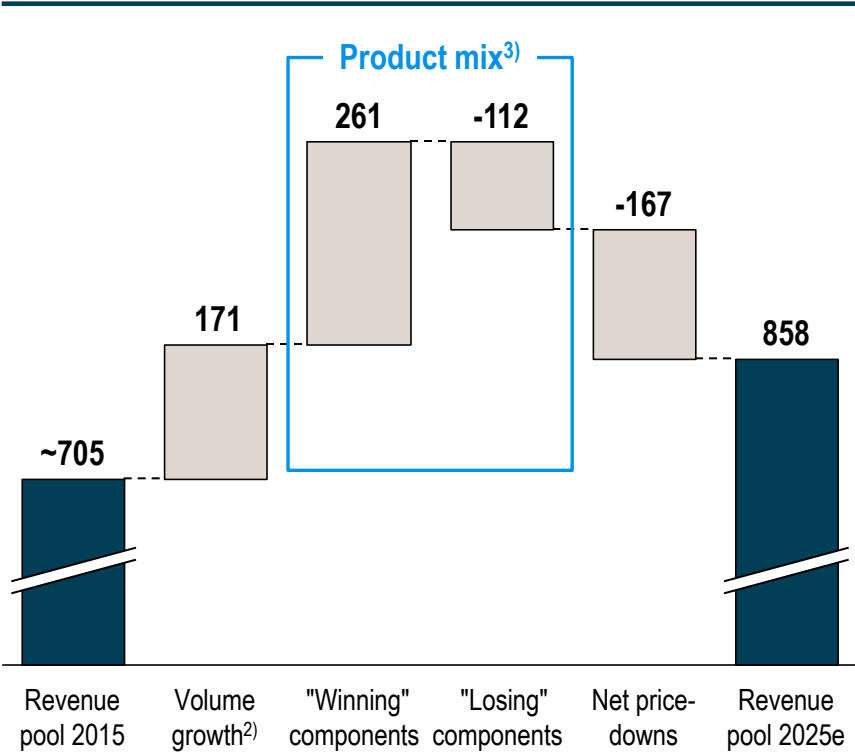 Product mix3)
261
-112
-167
171
858
~705
Revenue
pool 2015
Volume
growth2)
"Winning"
components
"Losing"
components
Net price-
downs
Revenue
pool 2025e